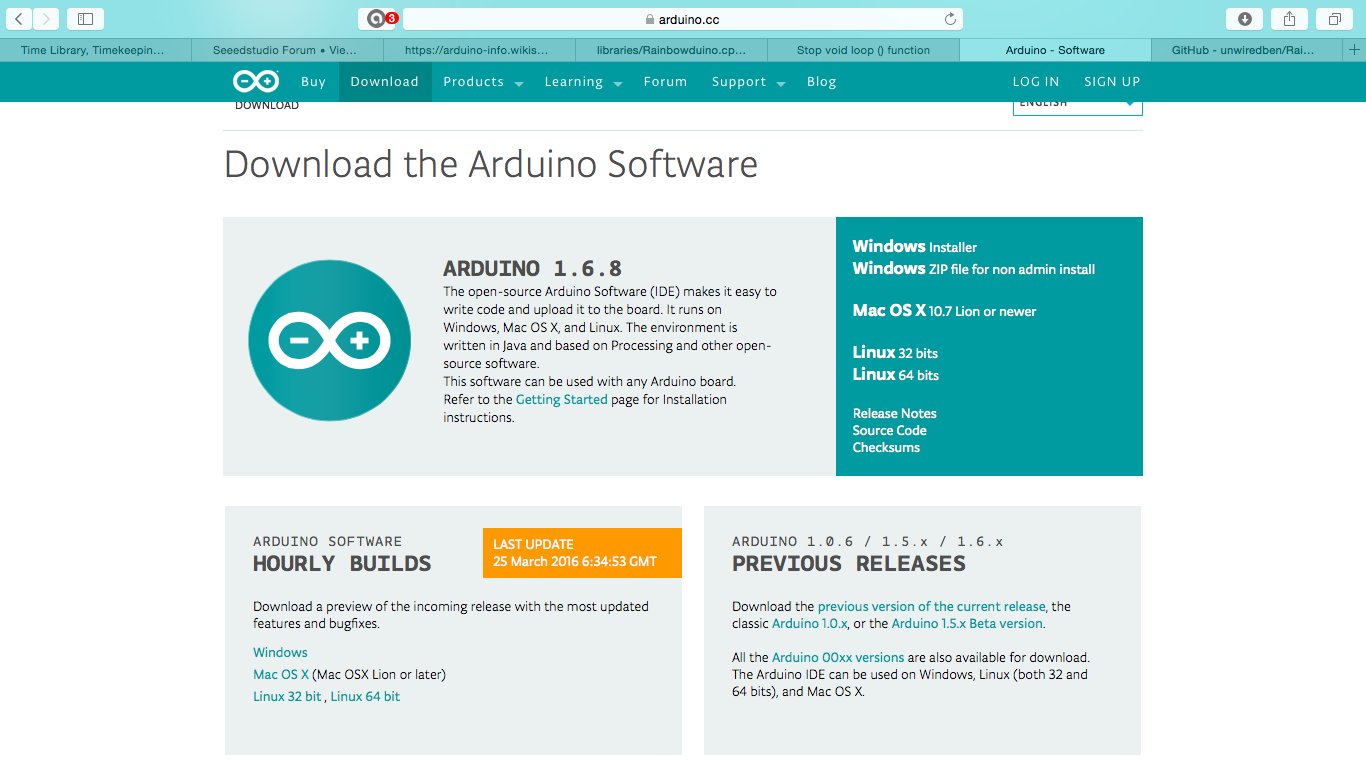 3
arduino.cc
Time Library, Timekeepin...
Seeedstudio Forum • Vie...
https://arduino-info.wikis...
libraries/Rainbowduino.cp...
Stop void loop () function
Arduino - Software
GitHub - unwiredben/Rai...
Buy Download Products Learning Forum Support Blog LOG IN SIGN UP
DOWNLOAD
ENGLISH
Download the Arduino Software
ARDUINO 1.6.8
The open-source Arduino Software (IDE) makes it easy to
write code and upload it to the board. It runs on
Windows, Mac OS X, and Linux. The environment is
written in Java and based on Processing and other open-
source software.
This software can be used with any Arduino board.
Refer to the Getting Started page for Installation
instructions.
Windows Installer
Windows ZIP file for non admin install
Mac OS X 10.7 Lion or newer
Linux 32 bits
Linux 64 bits
Release Notes
Source Code
Checksums
ARDUINO SOFTWARE
HOURLY BUILDS
LAST UPDATE
25 March 2016 6:34:53 GMT
Download a preview of the incoming release with the most updated
features and bugfixes.
Windows
Mac OS X (Mac OSX Lion or later)
Linux 32 bit , Linux 64 bit
ARDUINO 1.0.6 / 1.5.x / 1.6.x
PREVIOUS RELEASES
Download the previous version of the current release, the
classic Arduino 1.0.x, or the Arduino 1.5.x Beta version.
All the Arduino 00xx versions are also available for download.
The Arduino IDE can be used on Windows, Linux (both 32 and
64 bits), and Mac OS X.